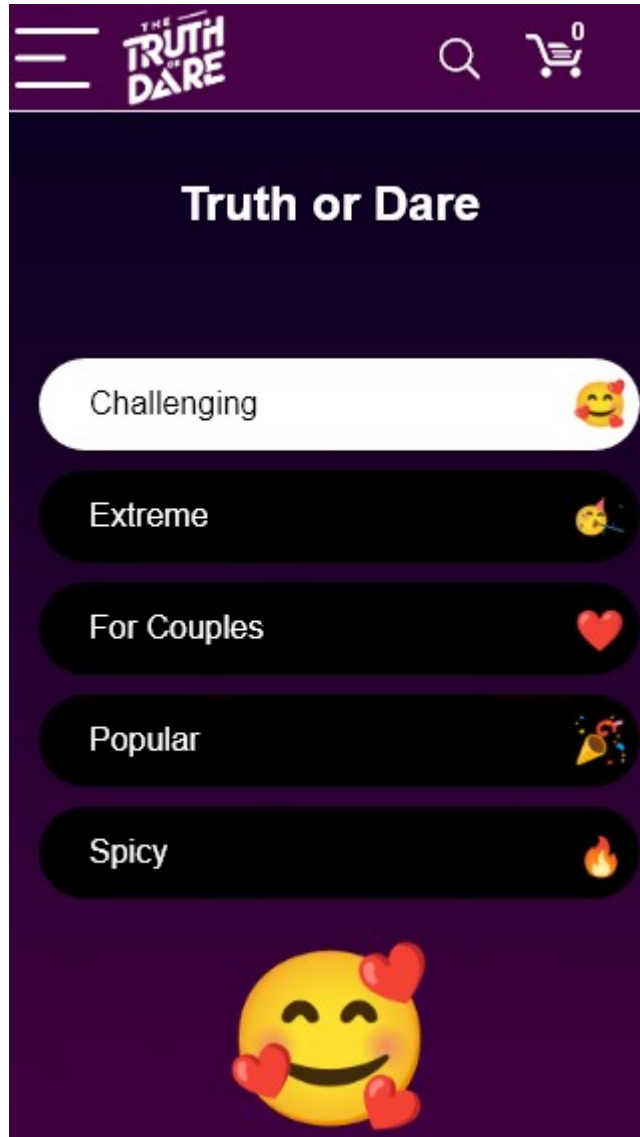 THE
TRUTH
OR
DARE
0
Truth or Dare
Challenging
Extreme
For Couples
Popular
Spicy